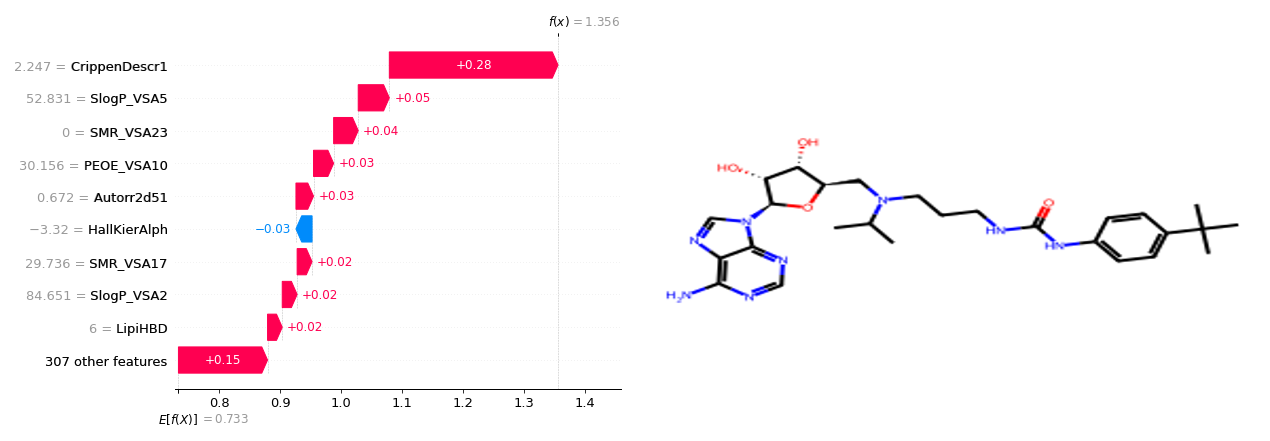 f(x) = 1.356
2.247 = CrippenDescr1
+0.28
52.831 = SlogP_VSA5
+0.05
0 = SMR_VSA23
+0.04
30.156 = PEOE_VSA10
+0.03
0.672 = Autorr2d51
+0.03
−3.32 = HallKierAlph
−0.03
29.736 = SMR_VSA17
+0.02
84.651 = SlogP_VSA2
+0.02
6 = LipiHBD
+0.02
307 other features
+0.15
0.8 0.9 1.0 1.1 1.2 1.3 1.4
E[f(X)] = 0.733
OH
HO
N
O
N
N
N
N
H₂N
HN
O
HN